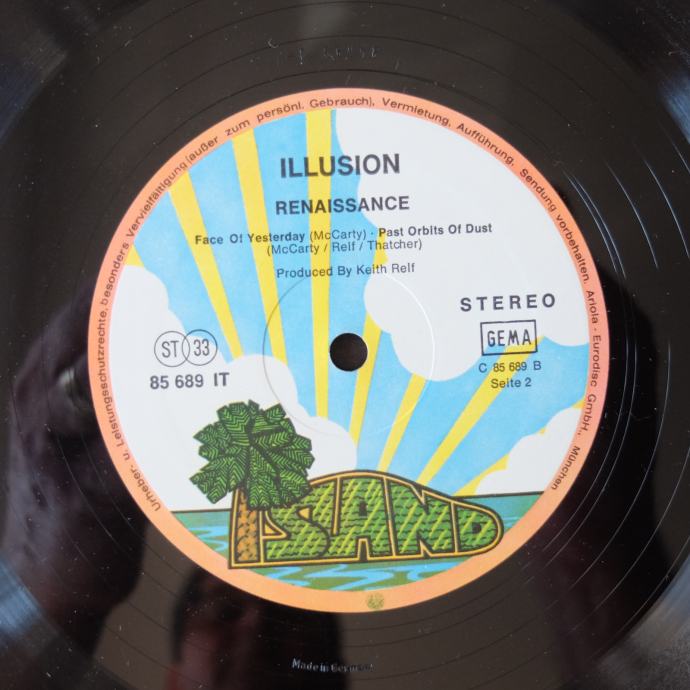 ILLUSION
RENAISSANCE
Face Of Yesterday (McCarty) · Past Orbits Of Dust
(McCarty / Relf / Thatcher)
Produced By Keith Relf
STEREO
ST 33
GEMA
85 689 IT
C 85 689 B
Seite 2
ISLAND
Urheber- u. Leistungsschutzrechte, besonders Vervielfältigung (außer zum persönl. Gebrauch), Vermietung, Aufführung, Sendung vorbehalten. Ariola - Eurodisc GmbH., München
Made in